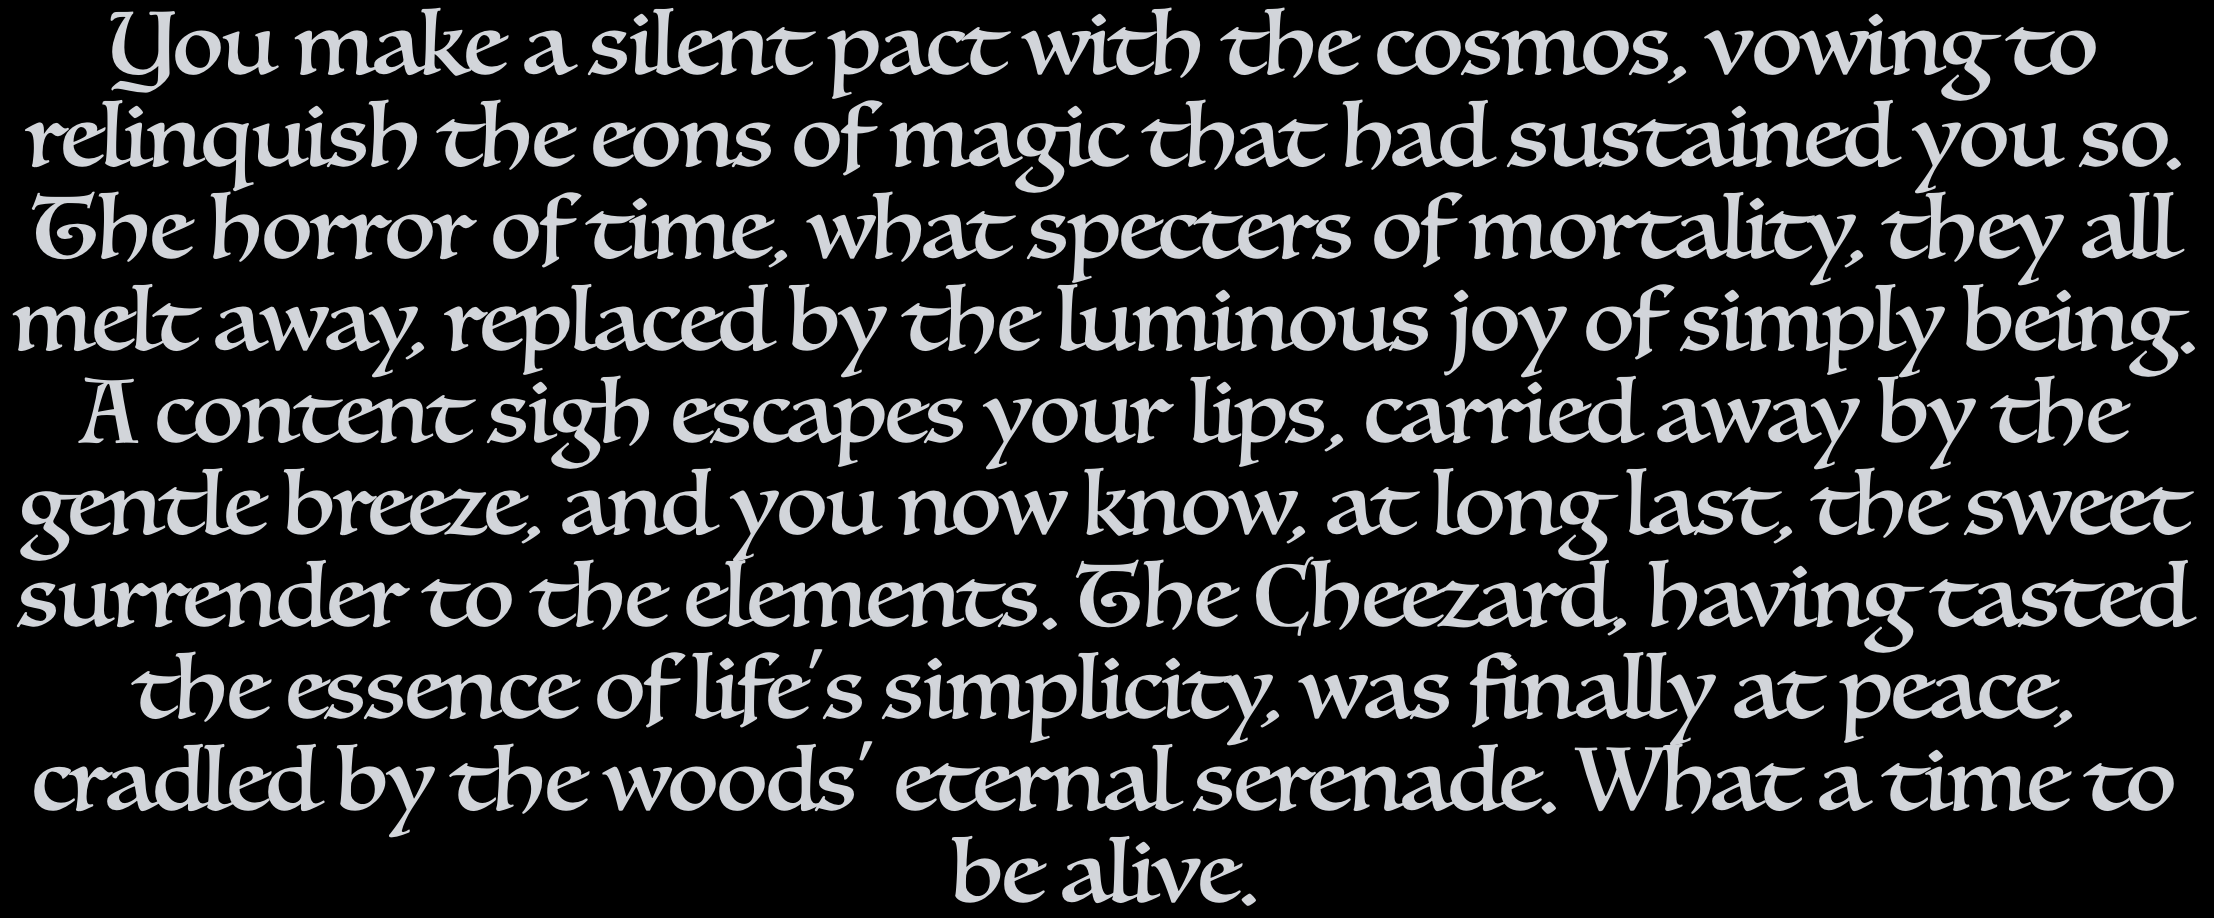 You make a silent pact with the cosmos, vowing to
relinquish the eons of magic that had sustained you so.
The horror of time, what specters of mortality, they all
melt away, replaced by the luminous joy of simply being.
A content sigh escapes your lips, carried away by the
gentle breeze, and you now know, at long last, the sweet
surrender to the elements. The Cheezard, having tasted
the essence of life's simplicity, was finally at peace,
cradled by the woods' eternal serenade. What a time to
be alive.